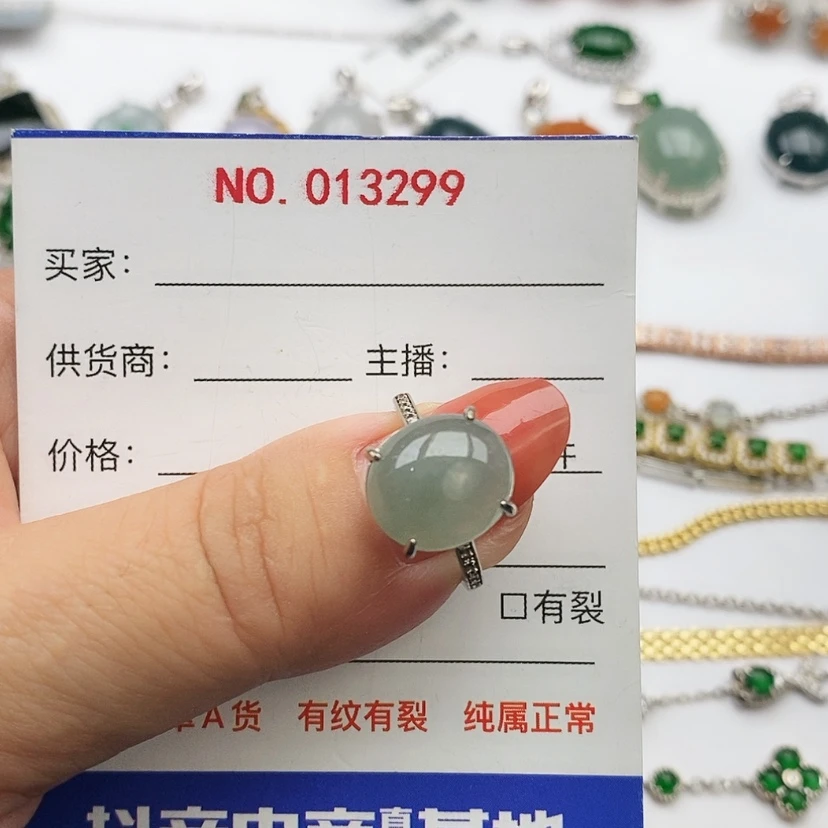 NO. 013299
买家：
供货商： 主播：
价格： 件
□有裂
A货 有纹有裂 纯属正常